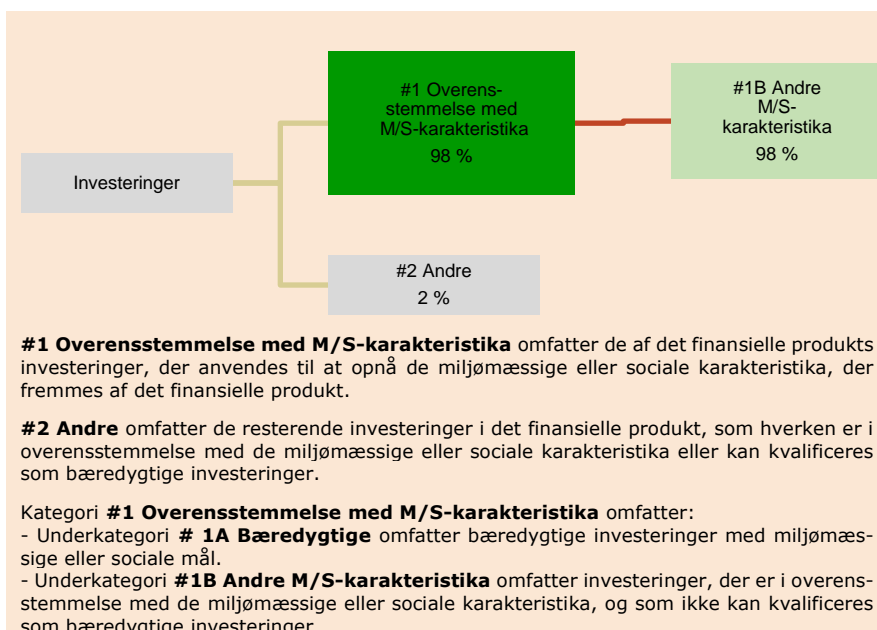 #1 Overens-
stemmelse med
M/S-karakteristika
98 %
#1B Andre
M/S-
karakteristika
98 %
Investeringer
#2 Andre
2 %
#1 Overensstemmelse med M/S-karakteristika omfatter de af det finansielle produkts
investeringer, der anvendes til at opnå de miljømæssige eller sociale karakteristika, der
fremmes af det finansielle produkt.
#2 Andre omfatter de resterende investeringer i det finansielle produkt, som hverken er i
overensstemmelse med de miljømæssige eller sociale karakteristika eller kan kvalificeres
som bæredygtige investeringer.
Kategori #1 Overensstemmelse med M/S-karakteristika omfatter:
- Underkategori # 1A Bæredygtige omfatter bæredygtige investeringer med miljømæs-
sige eller sociale mål.
- Underkategori #1B Andre M/S-karakteristika omfatter investeringer, der er i overens-
stemmelse med de miljømæssige eller sociale karakteristika, og som ikke kan kvalificeres
som bæredygtige investeringer.